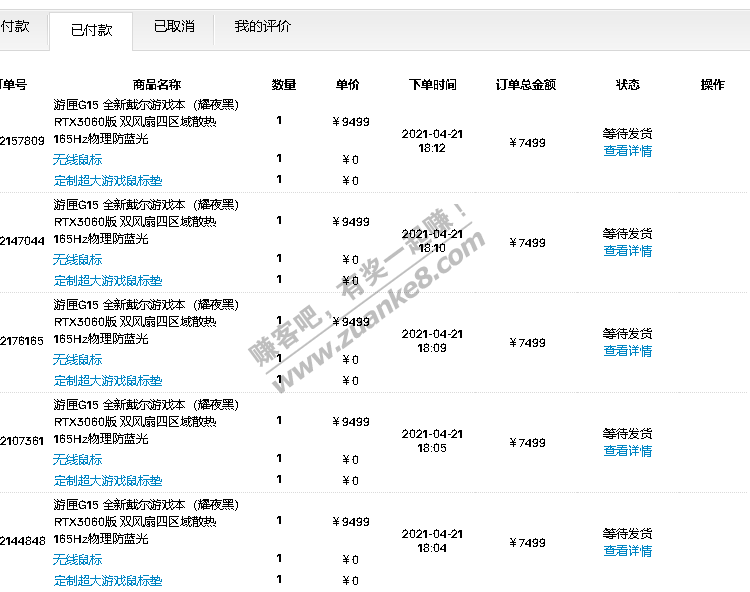 付款 已付款 已取消 我的评价
订单号 商品名称 数量 单价 下单时间 订单总金额 状态 操作
游匣G15 全新戴尔游戏本（耀夜黑）
RTX3060版 双风扇四区域散热 1 ￥9499
2157809 165Hz物理防蓝光 2021-04-21 18:12 ￥7499 等待发货
无线鼠标 1 ￥0 查看详情
定制超大游戏鼠标垫 1 ￥0
游匣G15 全新戴尔游戏本（耀夜黑）
RTX3060版 双风扇四区域散热 1 ￥9499
2147044 165Hz物理防蓝光 2021-04-21 18:10 ￥7499 等待发货
无线鼠标 1 ￥0 查看详情
定制超大游戏鼠标垫 1 ￥0
赚客吧，有奖一起赚！
www.zuanke8.com
游匣G15 全新戴尔游戏本（耀夜黑）
RTX3060版 双风扇四区域散热 1 ￥9499
2176165 165Hz物理防蓝光 2021-04-21 18:09 ￥7499 等待发货
无线鼠标 1 ￥0 查看详情
定制超大游戏鼠标垫 1 ￥0
游匣G15 全新戴尔游戏本（耀夜黑）
RTX3060版 双风扇四区域散热 1 ￥9499
2107361 165Hz物理防蓝光 2021-04-21 18:05 ￥7499 等待发货
无线鼠标 1 ￥0 查看详情
定制超大游戏鼠标垫 1 ￥0
游匣G15 全新戴尔游戏本（耀夜黑）
RTX3060版 双风扇四区域散热 1 ￥9499
2144848 165Hz物理防蓝光 2021-04-21 18:04 ￥7499 等待发货
无线鼠标 1 ￥0 查看详情
定制超大游戏鼠标垫 1 ￥0